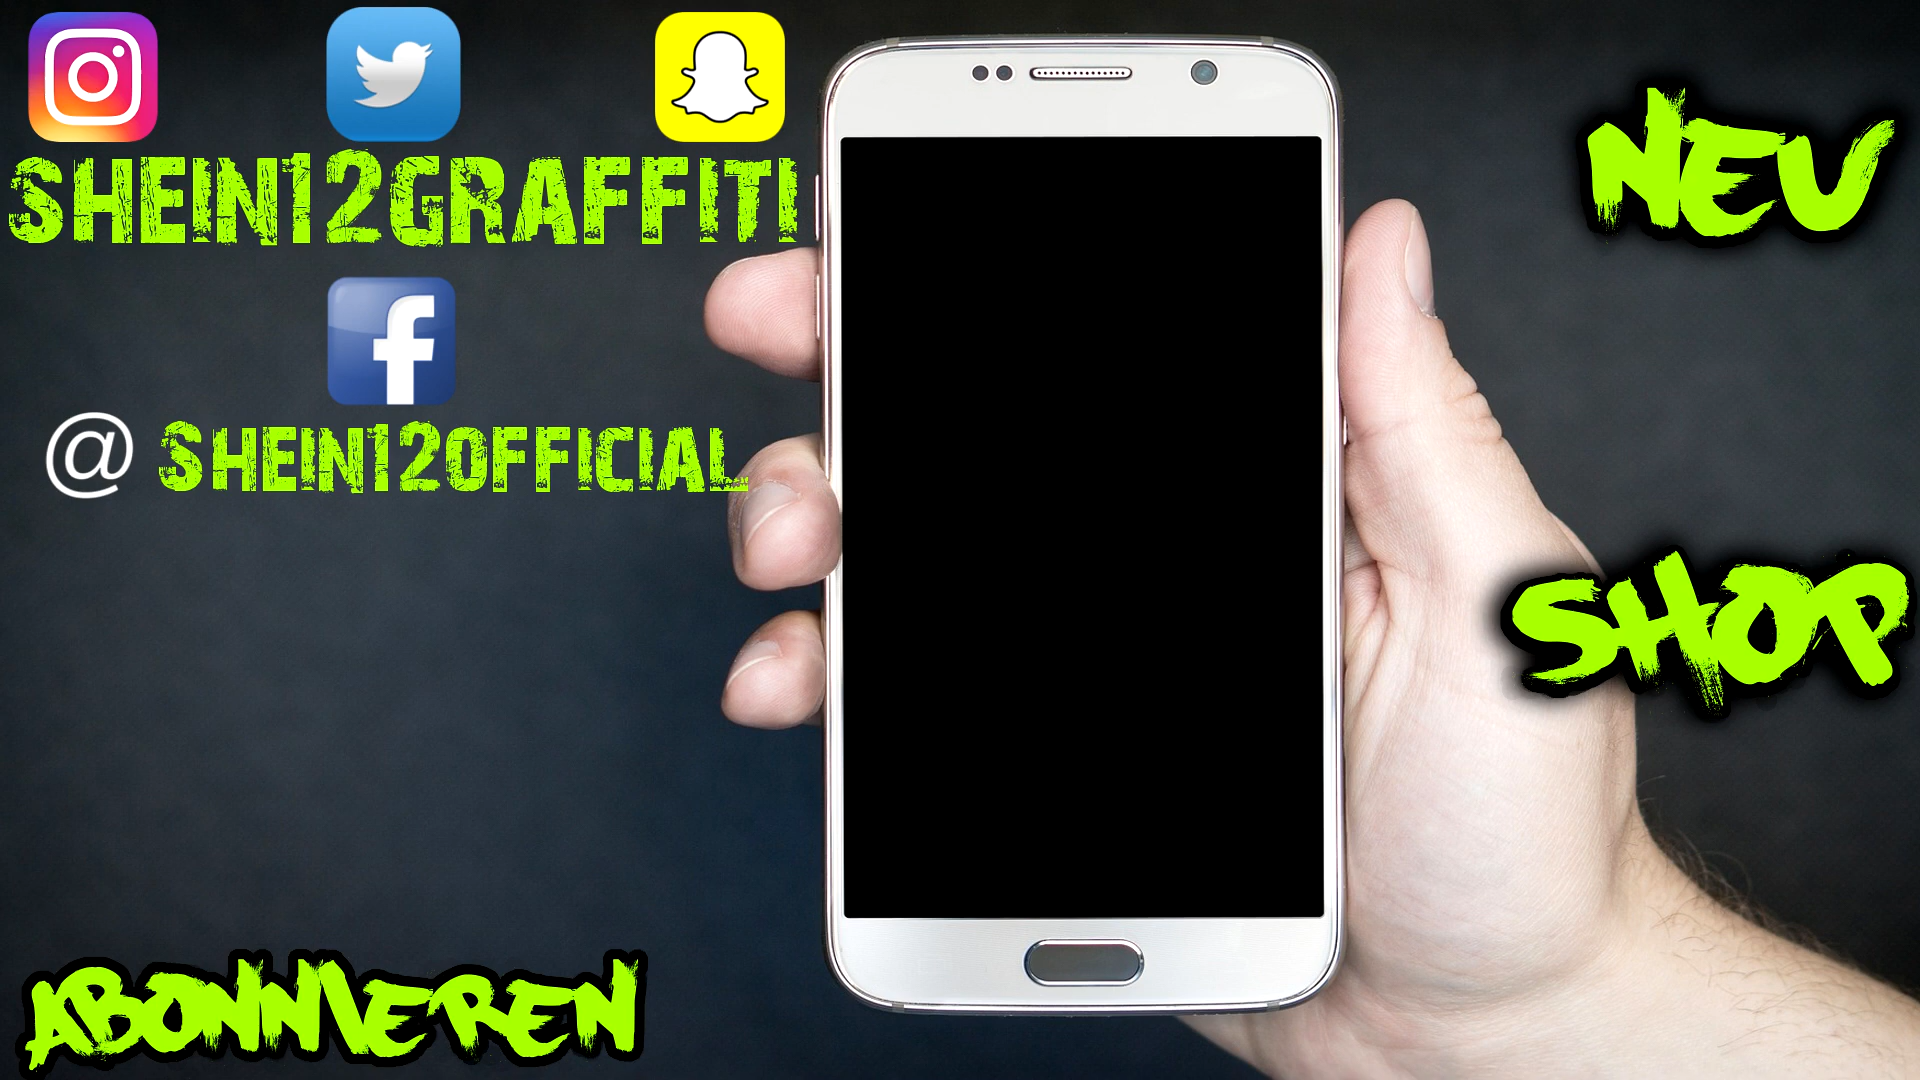 SHEIN12GRAFFITI
@ SHEIN12OFFICIAL
NEU
SHOP
ABONNIEREN